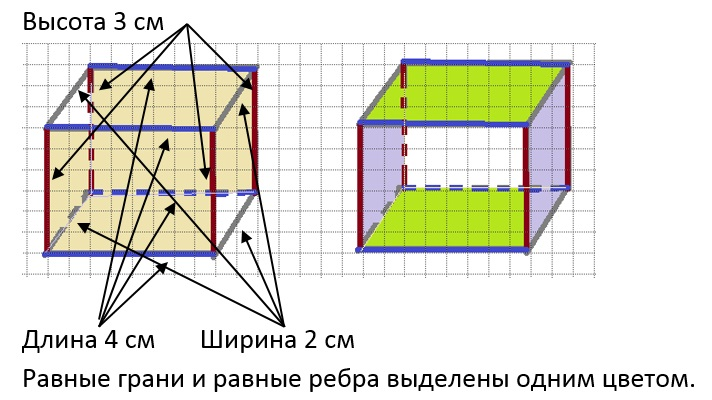 Высота 3 см
Длина 4 см
Ширина 2 см
Равные грани и равные ребра выделены одним цветом.